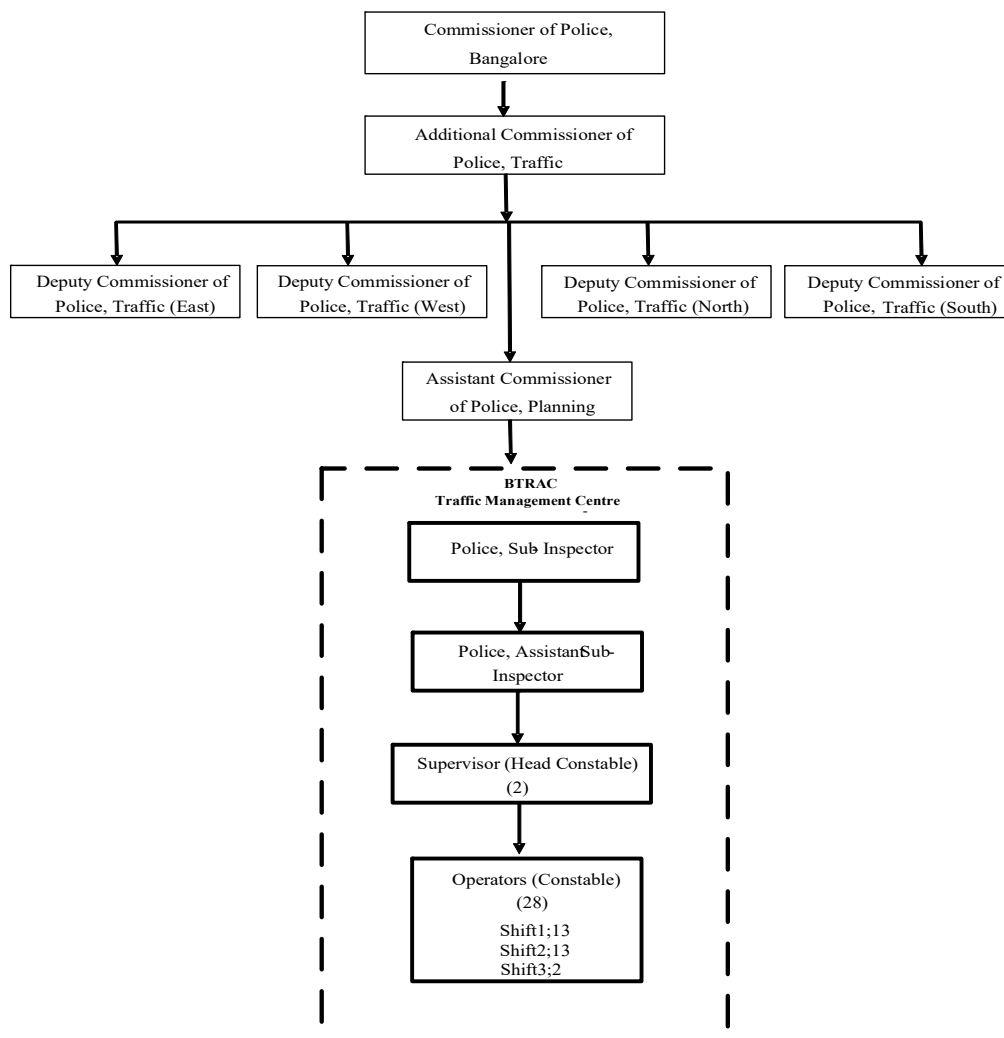 Commissioner of Police,
Bangalore
Additional Commissioner of
Police, Traffic
Deputy Commissioner of
Police, Traffic (East)
Deputy Commissioner of
Police, Traffic (West)
Deputy Commissioner of
Police, Traffic (North)
Deputy Commissioner of
Police, Traffic (South)
Assistant Commissioner
of Police, Planning
BTRAC
Traffic Management Centre
Police, Sub- Inspector
Police, AssistantSub-
Inspector
Supervisor (Head Constable)
(2)
Operators (Constable)
(28)
Shift1;13
Shift2;13
Shift3;2